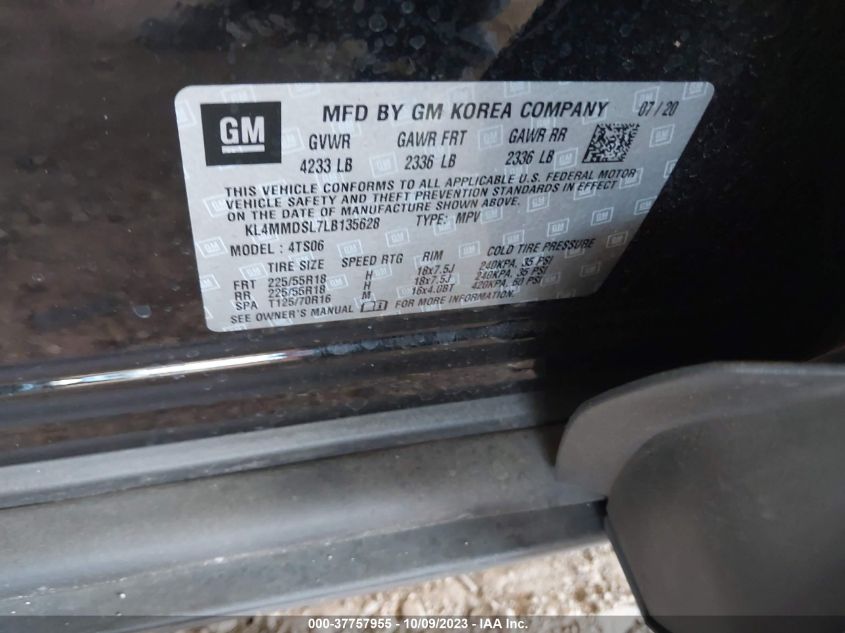 GM
MFD BY GM KOREA COMPANY 07/20
GVWR GAWR FRT GAWR RR
4233 LB 2336 LB 2336 LB
THIS VEHICLE CONFORMS TO ALL APPLICABLE U.S. FEDERAL MOTOR
VEHICLE SAFETY AND THEFT PREVENTION STANDARDS IN EFFECT
ON THE DATE OF MANUFACTURE SHOWN ABOVE.
KL4MMDSL7LB135628 TYPE: MPV
MODEL: 4TS06
TIRE SIZE SPEED RTG RIM COLD TIRE PRESSURE
FRT 225/55R18 H 18x7.5J 240KPA, 35 PSI
RR 225/55R18 H 18x7.5J 240KPA, 35 PSI
SPA T125/70R16 M 16x4.0BT 420KPA, 60 PSI
SEE OWNER'S MANUAL FOR MORE INFORMATION.
000-37757955 - 10/09/2023 - IAA Inc.